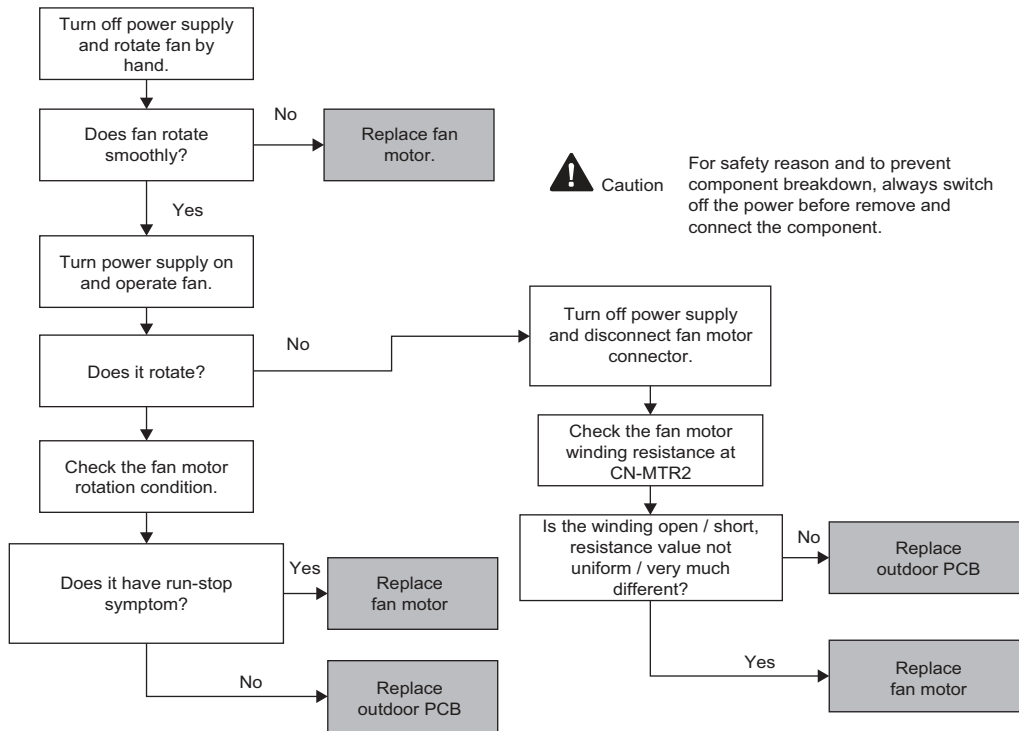 Turn off power supply
and rotate fan by
hand.
No
Does fan rotate
smoothly?
Replace fan
motor.
Caution
For safety reason and to prevent
component breakdown, always switch
off the power before remove and
connect the component.
Yes
Turn power supply on
and operate fan.
Does it rotate?
No
Turn off power supply
and disconnect fan motor
connector.
Check the fan motor
rotation condition.
Check the fan motor
winding resistance at
CN-MTR2
Does it have run-stop
symptom?
Yes
Replace
fan motor
Is the winding open / short,
resistance value not
uniform / very much
different?
No
Replace
outdoor PCB
No
Replace
outdoor PCB
Yes
Replace
fan motor